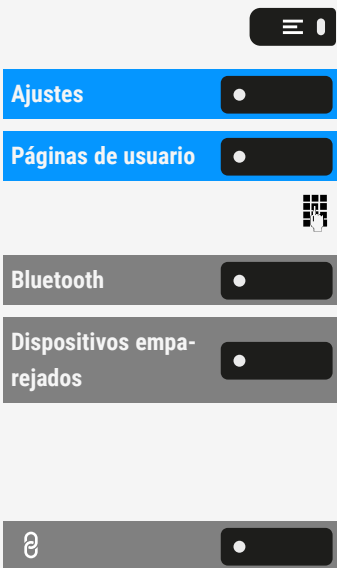 Ajustes
Páginas de usuario
Bluetooth
Dispositivos empa-
rejados